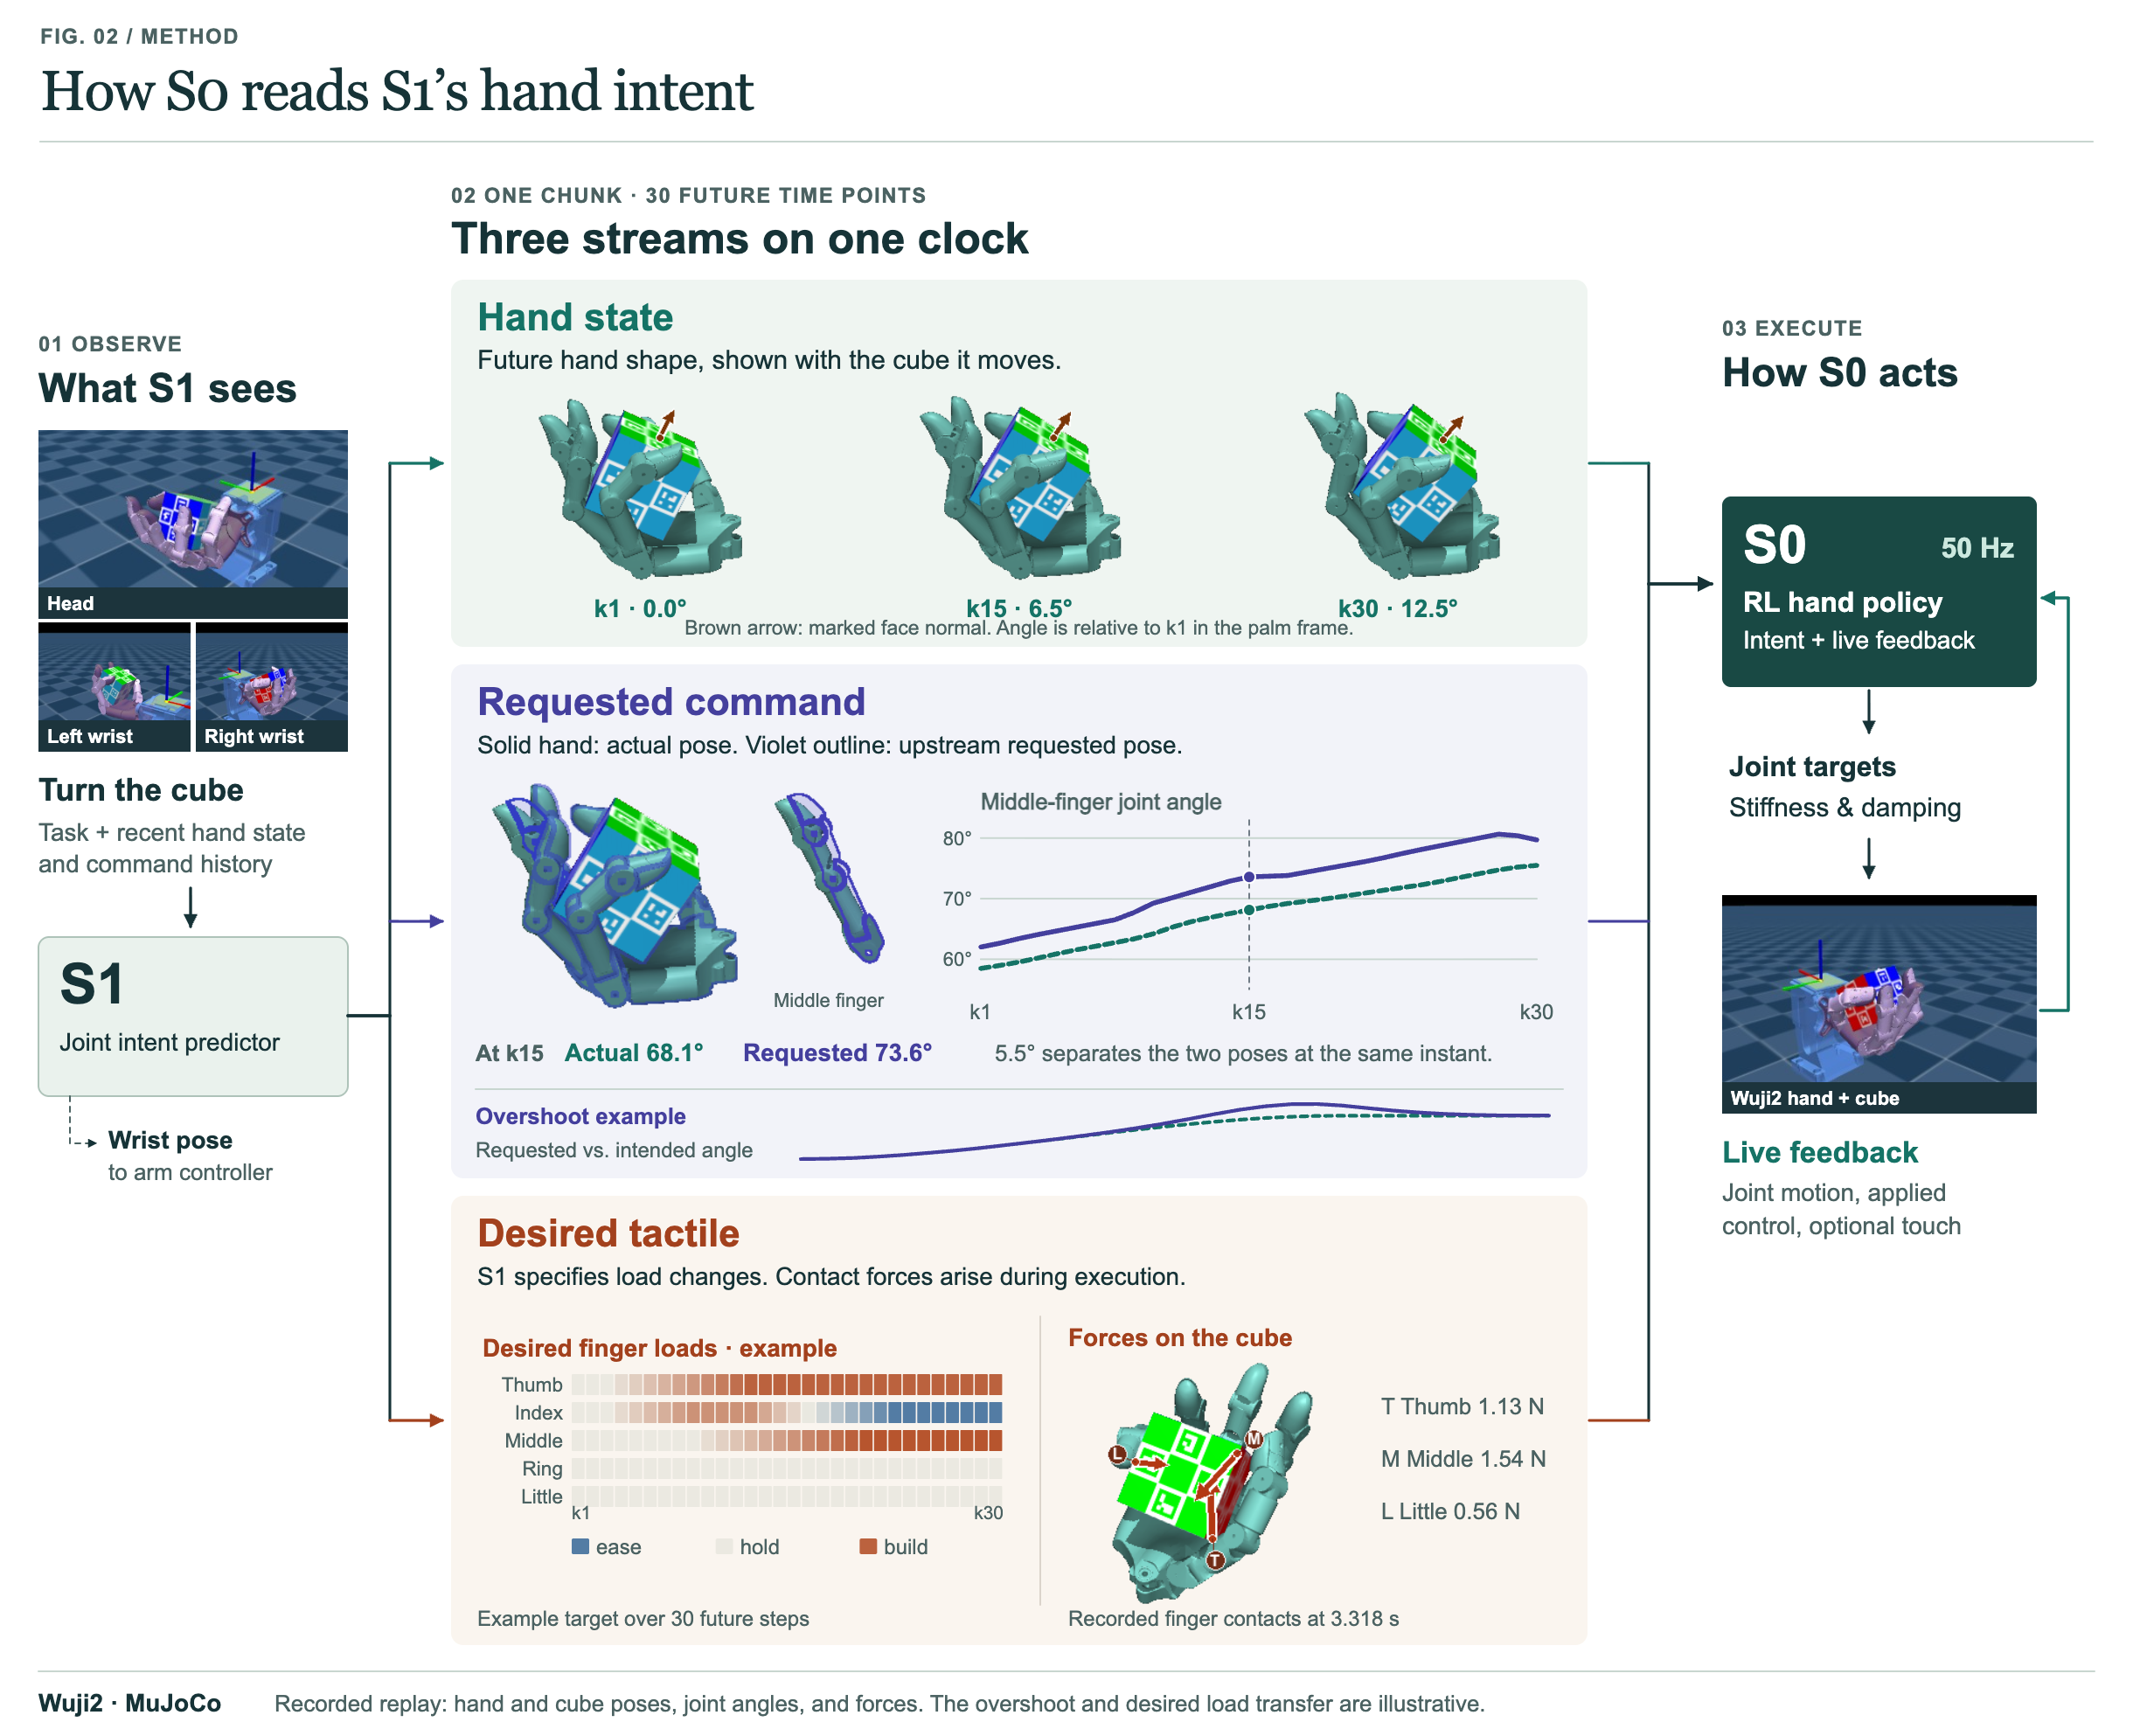 FIG. 02 / METHOD
How S0 reads S1’s hand intent
01 OBSERVE
What S1 sees
Head
Left wrist
Right wrist
Turn the cube
Task + recent hand state
and command history
S1
Joint intent predictor
Wrist pose
to arm controller
02 ONE CHUNK · 30 FUTURE TIME POINTS
Three streams on one clock
Hand state
Future hand shape, shown with the cube it moves.
k1 · 0.0°
k15 · 6.5°
k30 · 12.5°
Brown arrow: marked face normal. Angle is relative to k1 in the palm frame.
Requested command
Solid hand: actual pose. Violet outline: upstream requested pose.
Middle finger
Middle-finger joint angle
80°
70°
60°
k1
k15
k30
At k15 Actual 68.1° Requested 73.6° 5.5° separates the two poses at the same instant.
Overshoot example
Requested vs. intended angle
Desired tactile
S1 specifies load changes. Contact forces arise during execution.
Desired finger loads · example
Thumb
Index
Middle
Ring
Little
k1
k30
ease
hold
build
Example target over 30 future steps
Forces on the cube
L
M
T
T Thumb 1.13 N
M Middle 1.54 N
L Little 0.56 N
Recorded finger contacts at 3.318 s
03 EXECUTE
How S0 acts
S0
50 Hz
RL hand policy
Intent + live feedback
Joint targets
Stiffness & damping
Wuji2 hand + cube
Live feedback
Joint motion, applied
control, optional touch
Wuji2 · MuJoCo
Recorded replay: hand and cube poses, joint angles, and forces. The overshoot and desired load transfer are illustrative.